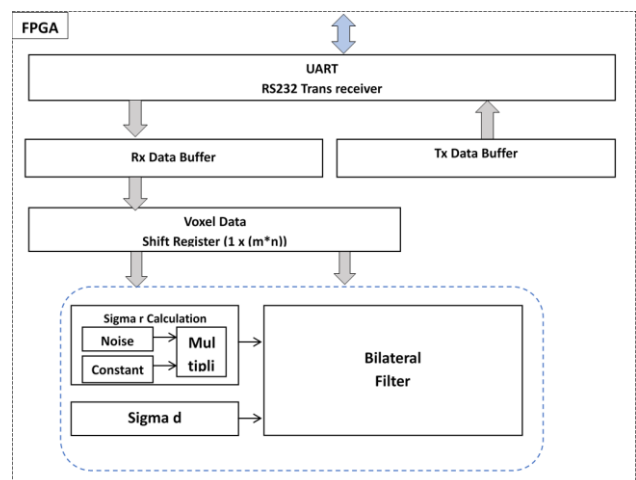 FPGA
UART
RS232 Trans receiver
Rx Data Buffer
Tx Data Buffer
Voxel Data
Shift Register (1 x (m*n))
Sigma r Calculation
Noise
Constant
Mul
tipli
Bilateral
Filter
Sigma d